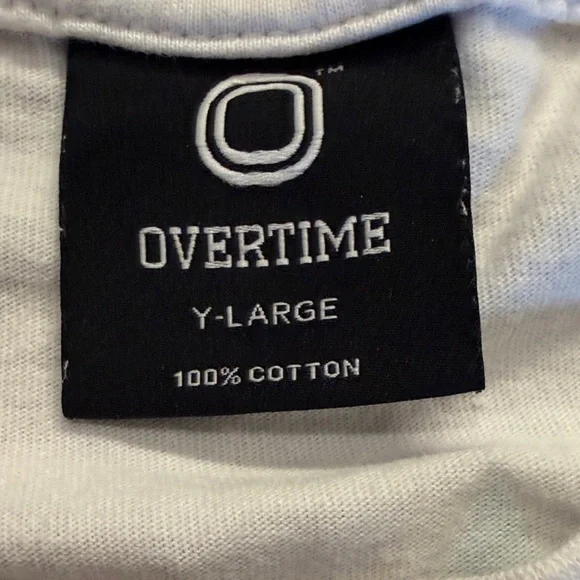 ™
OVERTIME
Y-LARGE
100% COTTON